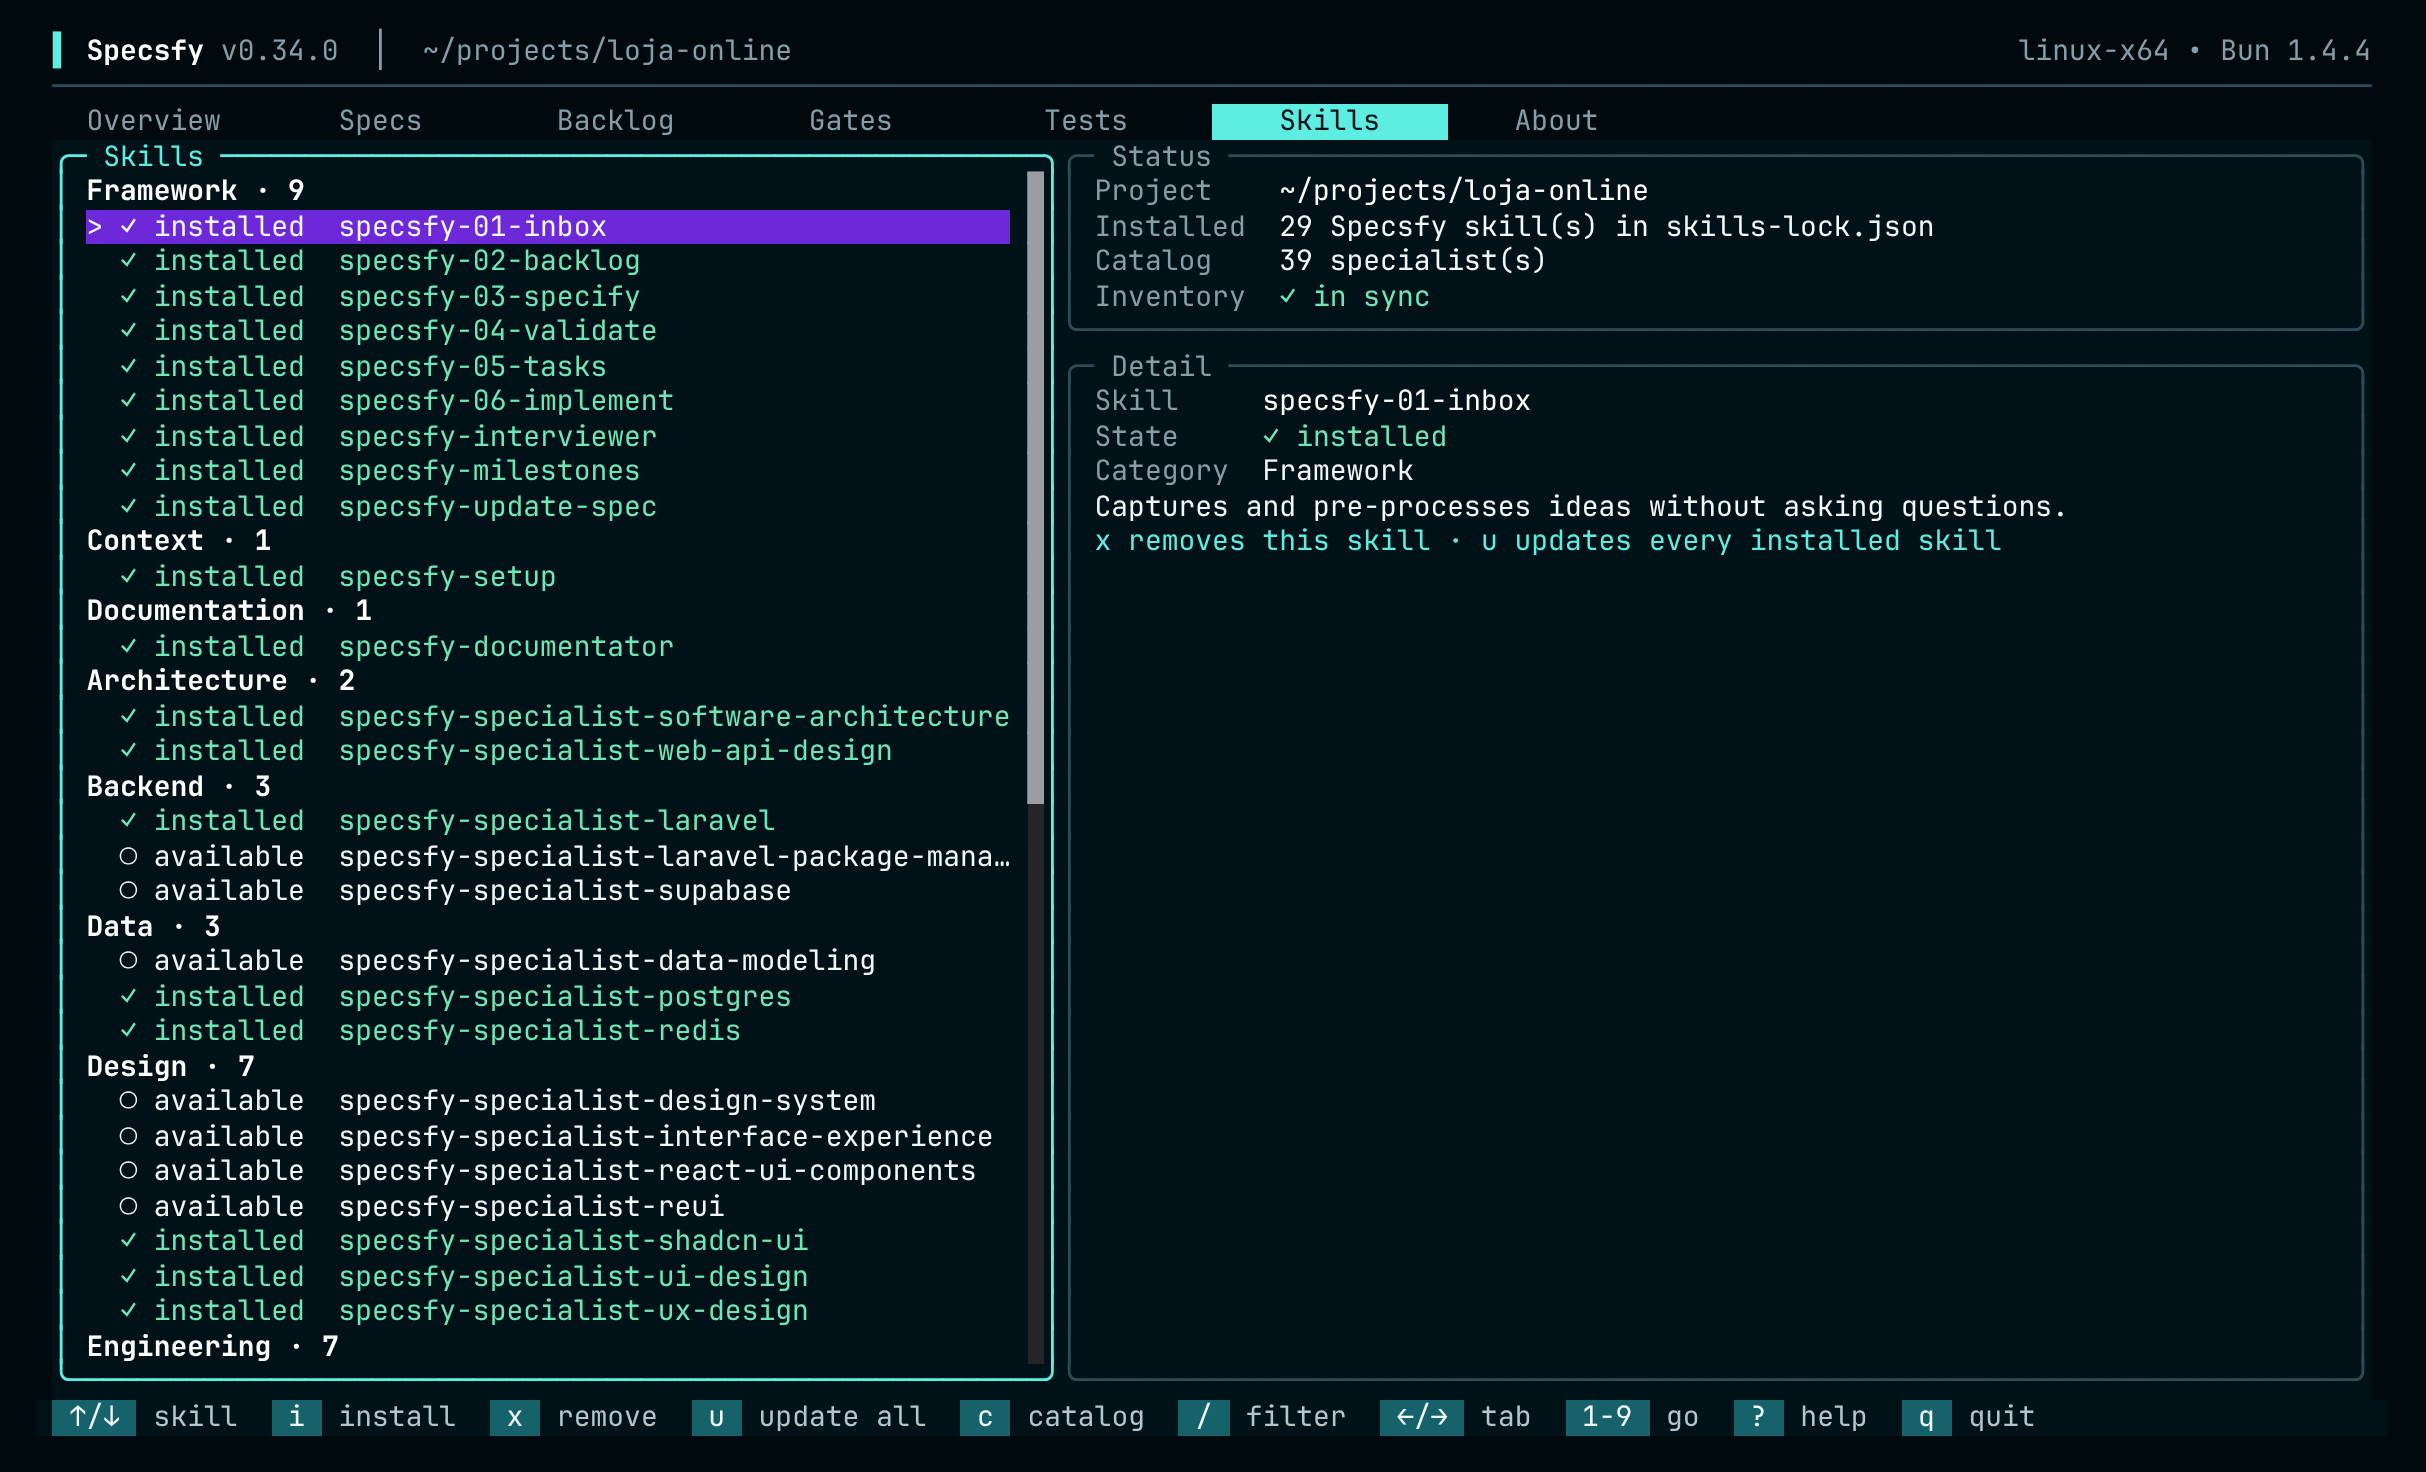 Specsfy v0.34.0 │ ~/projects/loja-online linux-x64 • Bun 1.4.4
Overview Specs Backlog Gates Tests Skills About
Skills
Framework · 9
> ✓ installed specsfy-01-inbox
✓ installed specsfy-02-backlog
✓ installed specsfy-03-specify
✓ installed specsfy-04-validate
✓ installed specsfy-05-tasks
✓ installed specsfy-06-implement
✓ installed specsfy-interviewer
✓ installed specsfy-milestones
✓ installed specsfy-update-spec
Context · 1
✓ installed specsfy-setup
Documentation · 1
✓ installed specsfy-documentator
Architecture · 2
✓ installed specsfy-specialist-software-architecture
✓ installed specsfy-specialist-web-api-design
Backend · 3
✓ installed specsfy-specialist-laravel
○ available specsfy-specialist-laravel-package-mana…
○ available specsfy-specialist-supabase
Data · 3
○ available specsfy-specialist-data-modeling
✓ installed specsfy-specialist-postgres
✓ installed specsfy-specialist-redis
Design · 7
○ available specsfy-specialist-design-system
○ available specsfy-specialist-interface-experience
○ available specsfy-specialist-react-ui-components
○ available specsfy-specialist-reui
✓ installed specsfy-specialist-shadcn-ui
✓ installed specsfy-specialist-ui-design
✓ installed specsfy-specialist-ux-design
Engineering · 7
Status
Project ~/projects/loja-online
Installed 29 Specsfy skill(s) in skills-lock.json
Catalog 39 specialist(s)
Inventory ✓ in sync
Detail
Skill specsfy-01-inbox
State ✓ installed
Category Framework
Captures and pre-processes ideas without asking questions.
x removes this skill · u updates every installed skill
↑/↓ skill i install x remove u update all c catalog / filter ←/→ tab 1-9 go ? help q quit